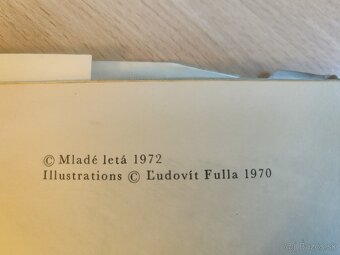 © Mladé letá 1972
Illustrations © Ľudovít Fulla 1970